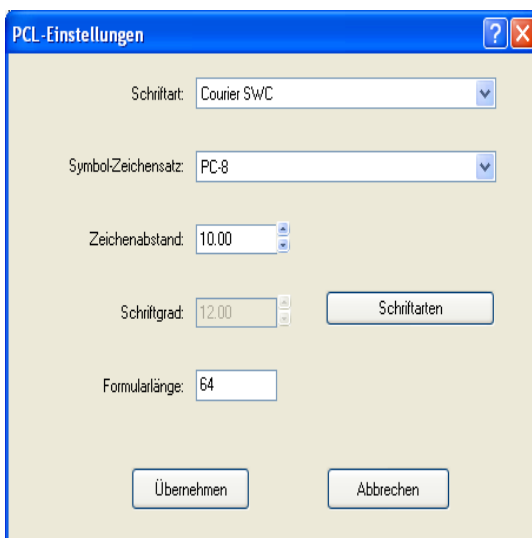 PCL-Einstellungen
Schriftart: Courier SWC
Symbol-Zeichensatz: PC-8
Zeichenabstand: 10.00
Schriftgrad: 12.00 Schriftarten
Formularlänge: 64
Übernehmen Abbrechen